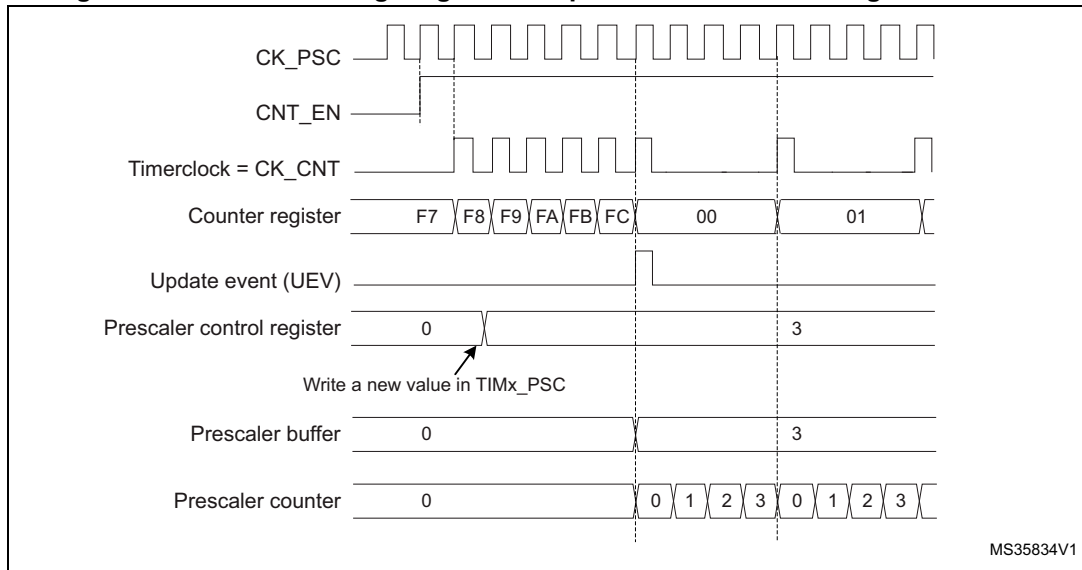 CK_PSC
CNT_EN
Timerclock = CK_CNT
Counter register F7 F8 F9 FA FB FC 00 01
Update event (UEV)
Prescaler control register 0 3
Write a new value in TIMx_PSC
Prescaler buffer 0 3
Prescaler counter 0 0 1 2 3 0 1 2 3
MS35834V1